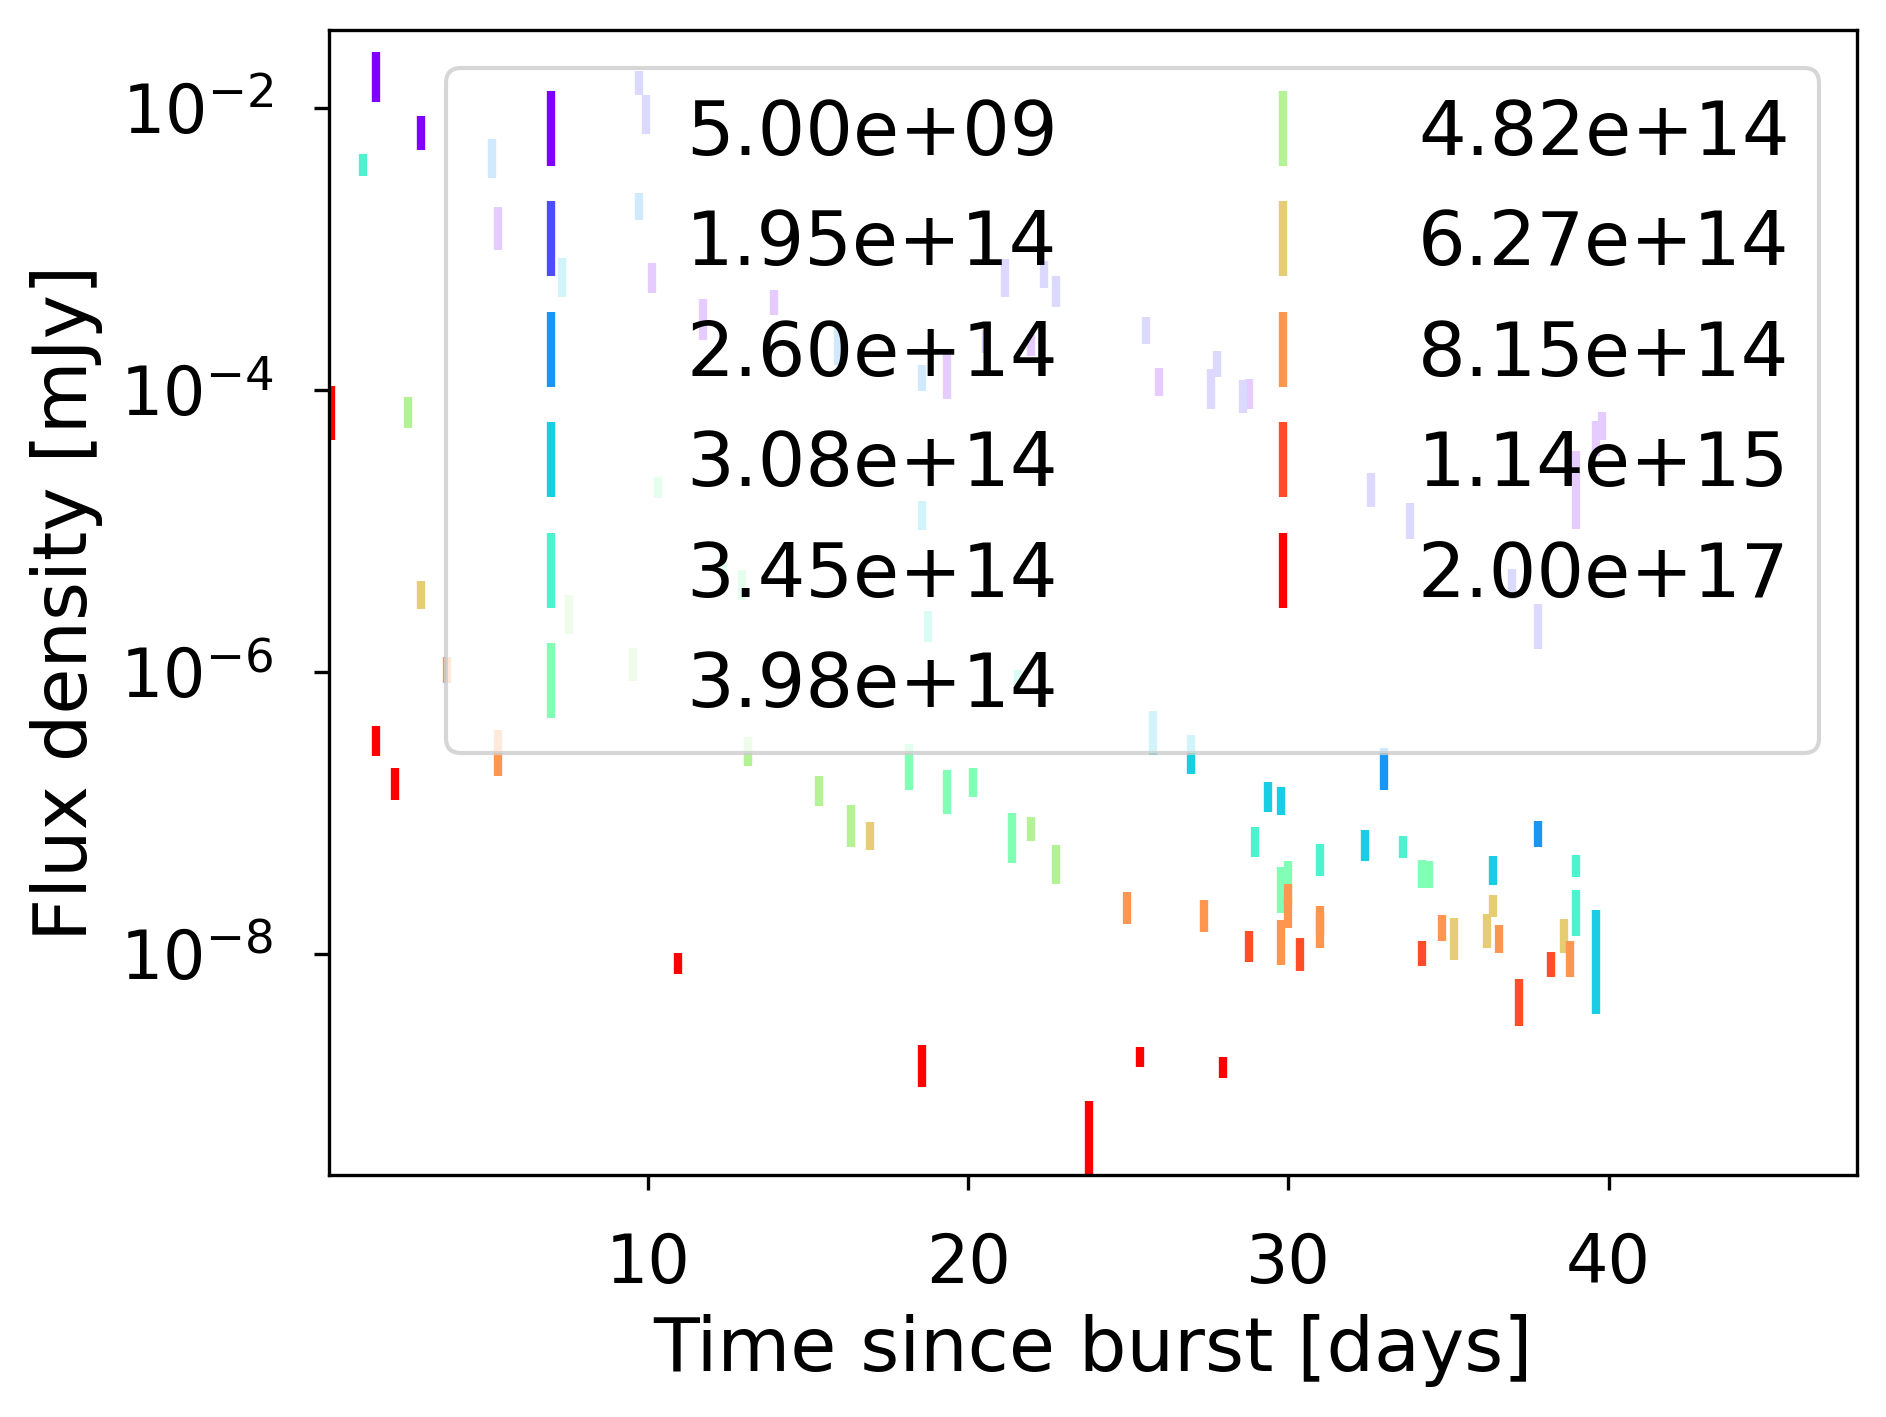 10−2
10−4
10−6
10−8
Flux density [mJy]
5.00e+09
1.95e+14
2.60e+14
3.08e+14
3.45e+14
3.98e+14
4.82e+14
6.27e+14
8.15e+14
1.14e+15
2.00e+17
10 20 30 40
Time since burst [days]